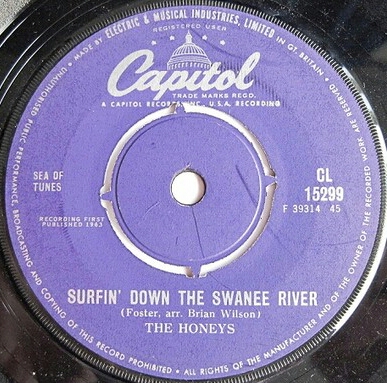 MADE BY ELECTRIC & MUSICAL INDUSTRIES, LIMITED IN GT. BRITAIN •
REGISTERED USER
Capitol
TRADE MARKS REGD.
A CAPITOL RECORDS, INC., U.S.A. RECORDING
SEA OF
TUNES
CL
15299
F 39314 45
RECORDING FIRST
PUBLISHED 1963
SURFIN' DOWN THE SWANEE RIVER
(Foster, arr. Brian Wilson)
THE HONEYS
• ALL RIGHTS OF THE MANUFACTURER AND OF THE OWNER OF THE RECORDED WORK ARE RESERVED
UNAUTHORISED PUBLIC PERFORMANCE, BROADCASTING AND COPYING OF THIS RECORD PROHIBITED